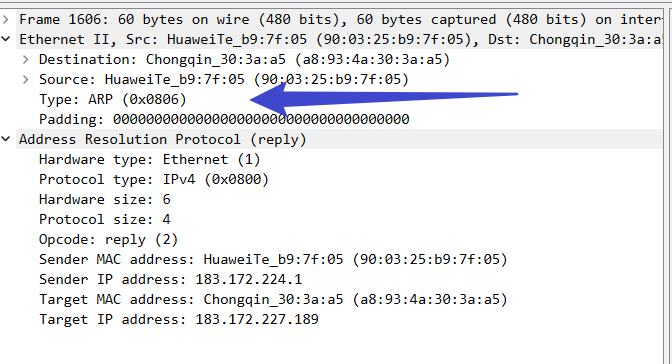 Frame 1606: 60 bytes on wire (480 bits), 60 bytes captured (480 bits) on inter
Ethernet II, Src: HuaweiTe_b9:7f:05 (90:03:25:b9:7f:05), Dst: Chongqin_30:3a:a5
Destination: Chongqin_30:3a:a5 (a8:93:4a:30:3a:a5)
Source: HuaweiTe_b9:7f:05 (90:03:25:b9:7f:05)
Type: ARP (0x0806)
Padding: 000000000000000000000000000000000000
Address Resolution Protocol (reply)
Hardware type: Ethernet (1)
Protocol type: IPv4 (0x0800)
Hardware size: 6
Protocol size: 4
Opcode: reply (2)
Sender MAC address: HuaweiTe_b9:7f:05 (90:03:25:b9:7f:05)
Sender IP address: 183.172.224.1
Target MAC address: Chongqin_30:3a:a5 (a8:93:4a:30:3a:a5)
Target IP address: 183.172.227.189